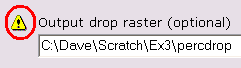 Output drop raster (optional)
C:\Dave\Scratch\Ex3\percdrop